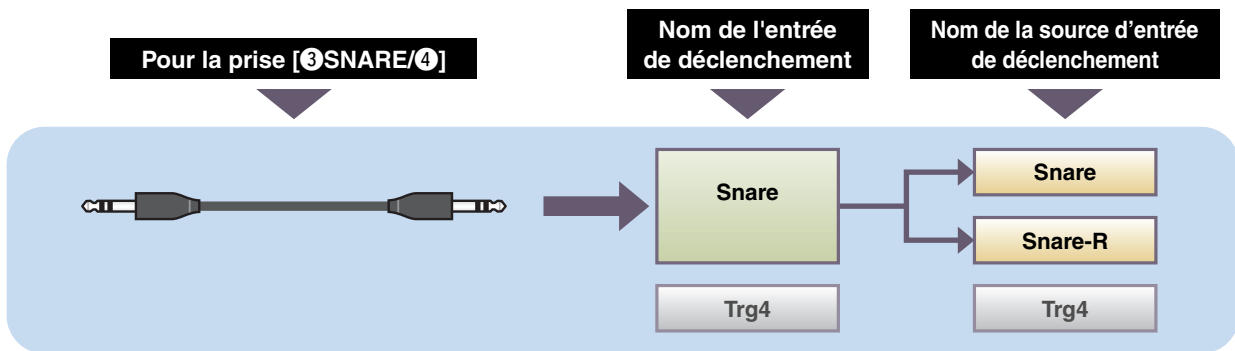 Pour la prise [❸SNARE/❹]
Nom de l'entrée
de déclenchement
Nom de la source d’entrée
de déclenchement
Snare
Snare
Snare-R
Trg4
Trg4